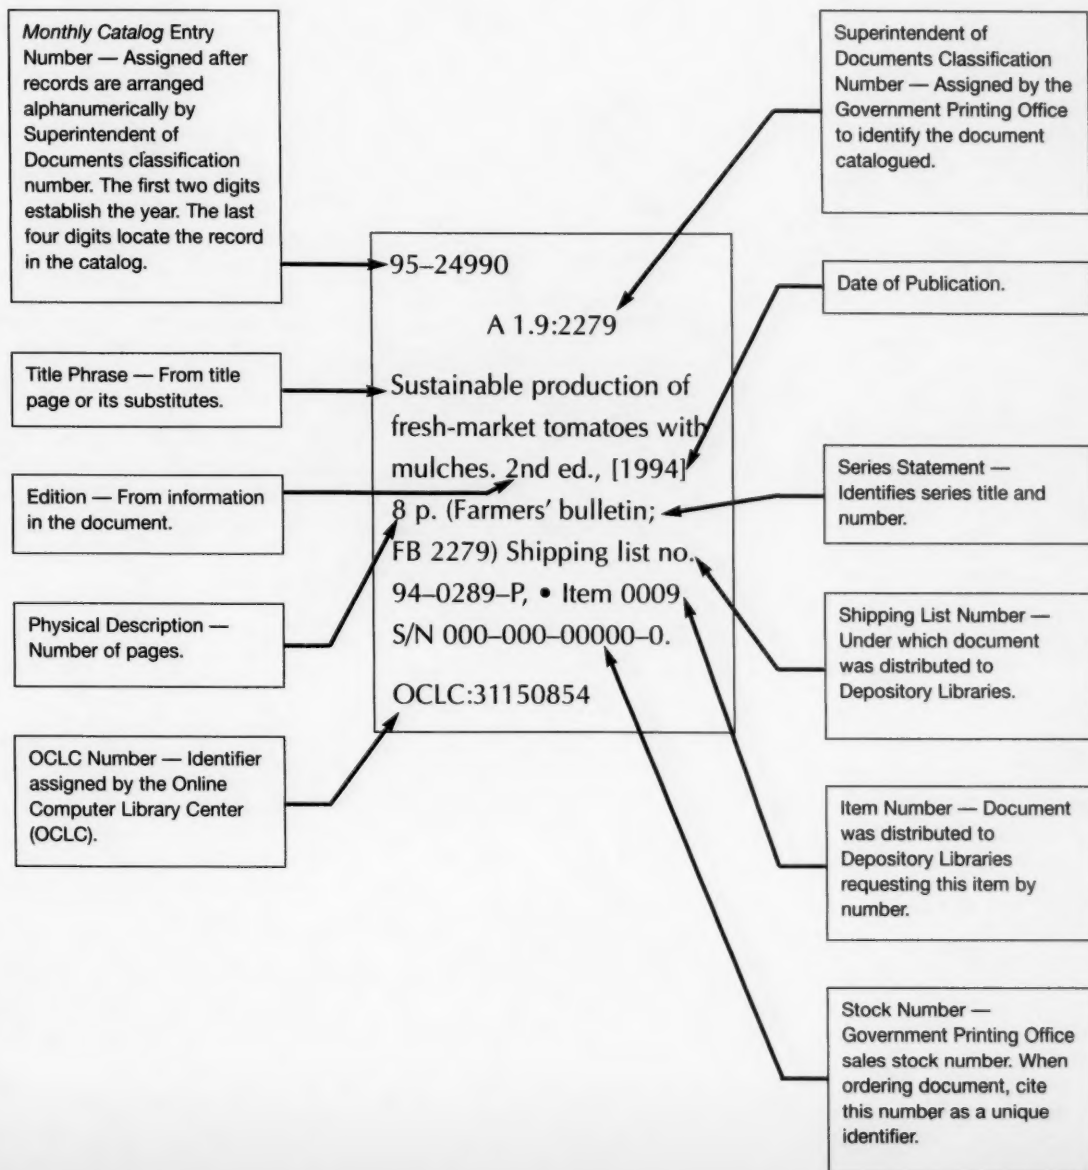 Monthly Catalog Entry
Number — Assigned after
records are arranged
alphanumerically by
Superintendent of
Documents classification
number. The first two digits
establish the year. The last
four digits locate the record
in the catalog.
Title Phrase — From title
page or its substitutes.
Edition — From information
in the document.
Physical Description —
Number of pages.
OCLC Number — Identifier
assigned by the Online
Computer Library Center
(OCLC).
95–24990
A 1.9:2279
Sustainable production of
fresh-market tomatoes with
mulches. 2nd ed., [1994]
8 p. (Farmers' bulletin;
FB 2279) Shipping list no.
94–0289–P, • Item 0009
S/N 000–000–00000–0.
OCLC:31150854
Superintendent of
Documents Classification
Number — Assigned by the
Government Printing Office
to identify the document
catalogued.
Date of Publication.
Series Statement —
Identifies series title and
number.
Shipping List Number —
Under which document
was distributed to
Depository Libraries.
Item Number — Document
was distributed to
Depository Libraries
requesting this item by
number.
Stock Number —
Government Printing Office
sales stock number. When
ordering document, cite
this number as a unique
identifier.